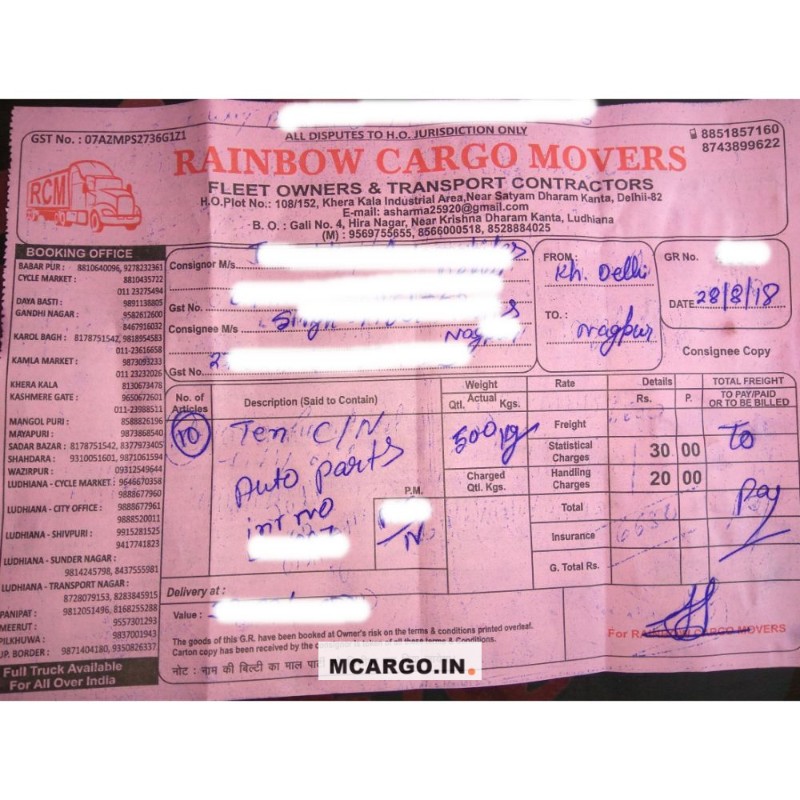 ALL DISPUTES TO H.O. JURISDICTION ONLY
GST No. : 07AZMPS2736G1Z1
8851857160
8743899622
RCM
RAINBOW CARGO MOVERS
FLEET OWNERS & TRANSPORT CONTRACTORS
H.O.Plot No.: 108/152, Khera Kala Industrial Area,Near Satyam Dharam Kanta, Delhii-82
E-mail: asharma25920@gmail.com
B. O. : Gali No. 4, Hira Nagar, Near Krishna Dharam Kanta, Ludhiana
(M) : 9569755655, 8566000518, 8528884025
BOOKING OFFICE
BABAR PUR : 8810640096, 9278232361
CYCLE MARKET : 8810435722
011 23275494
DAYA BASTI : 9891138805
GANDHI NAGAR : 9582612600
8467916032
KAROL BAGH : 8178751542, 9818954583
011-23616658
KAMLA MARKET : 9873093233
011 23232026
KHERA KALA 8130673478
KASHMERE GATE : 9650672601
011-23988511
MANGOL PURI : 8588826196
MAYAPURI : 9873868540
SADAR BAZAR : 8178751542, 8377963540
SHAHDARA : 9310051601, 9871061594
WAZIRPUR : 09312549644
LUDHIANA - CYCLE MARKET : 9646670358
9888677960
LUDHIANA - CITY OFFICE : 9888677961
9888520011
LUDHIANA - SHIVPURI : 9915281525
9417741823
LUDHIANA - SUNDER NAGAR :
9814245798, 8437555981
LUDHIANA - TRANSPORT NAGAR :
8728079153, 8283845915
PANIPAT : 9812051496, 8168255288
MEERUT : 9557301293
PILKHUWA : 9837001943
UP. BORDER : 9871404180, 9350826337
Full Truck Available
For All Over India
Consignor M/s
Gst No.
Consignee M/s Singh
Gst No. 2
FROM: Kh. Delhi
TO. : Nagpur
GR No.
DATE 28/8/18
Consignee Copy
No. of Articles
Description (Said to Contain)
Weight
Actual
Qtl. Kgs.
Rate
Details
Rs. P.
TOTAL FREIGHT
TO PAY/PAID
OR TO BE BILLED
10
Ten C/N
Auto parts
P.M.
N
500 kg
Charged
Qtl. Kgs.
Freight
Statistical Charges 30 00
Handling Charges 20 00
Total
Insurance
G. Total Rs.
To
Pay
Delivery at :
Value :
The goods of this G.R. have been booked at Owner's risk on the terms & conditions printed overleaf.
Carton copy has been received by the consignor
नोट : नाम की बिल्टी का माल
For RAINBOW CARGO MOVERS
MCARGO.IN.